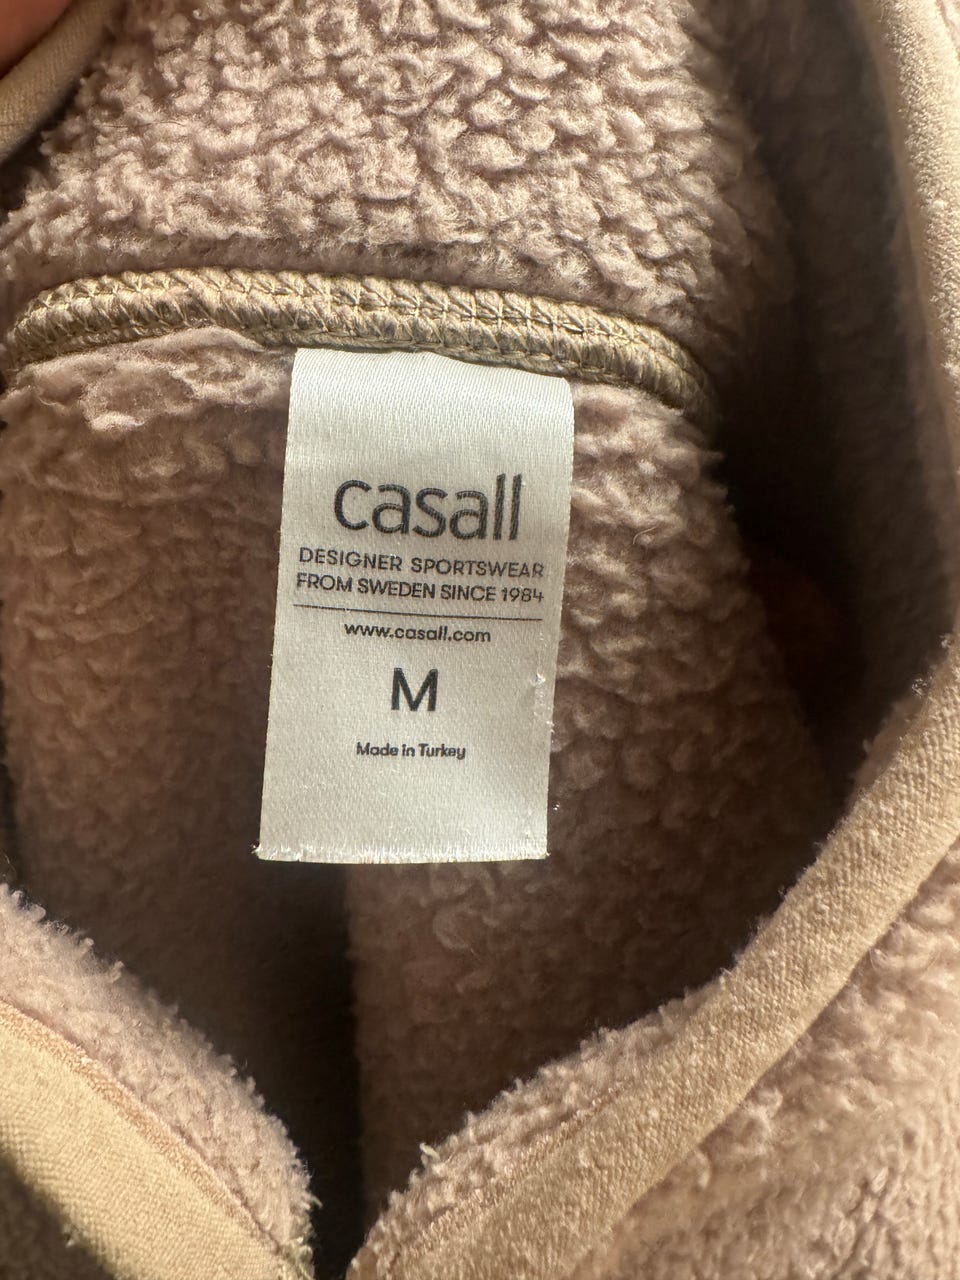 casall
DESIGNER SPORTSWEAR
FROM SWEDEN SINCE 1984
www.casall.com
M
Made in Turkey